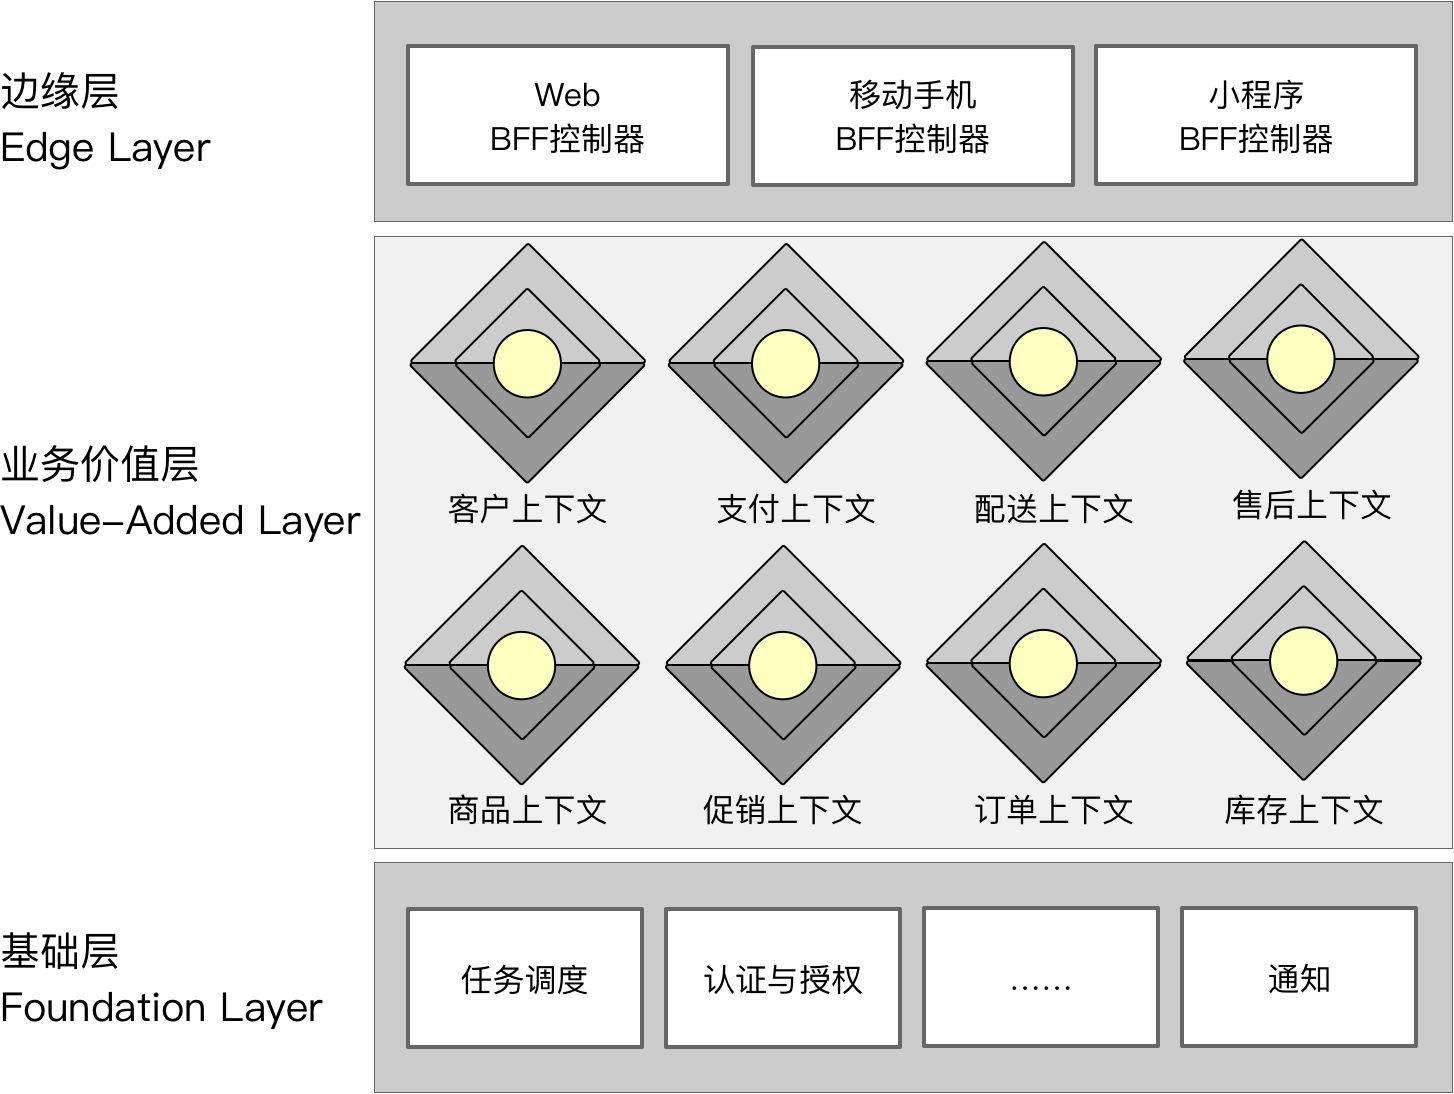 边缘层
Edge Layer
Web
BFF控制器
移动手机
BFF控制器
小程序
BFF控制器
业务价值层
Value-Added Layer
客户上下文
支付上下文
配送上下文
售后上下文
商品上下文
促销上下文
订单上下文
库存上下文
基础层
Foundation Layer
任务调度
认证与授权
……
通知